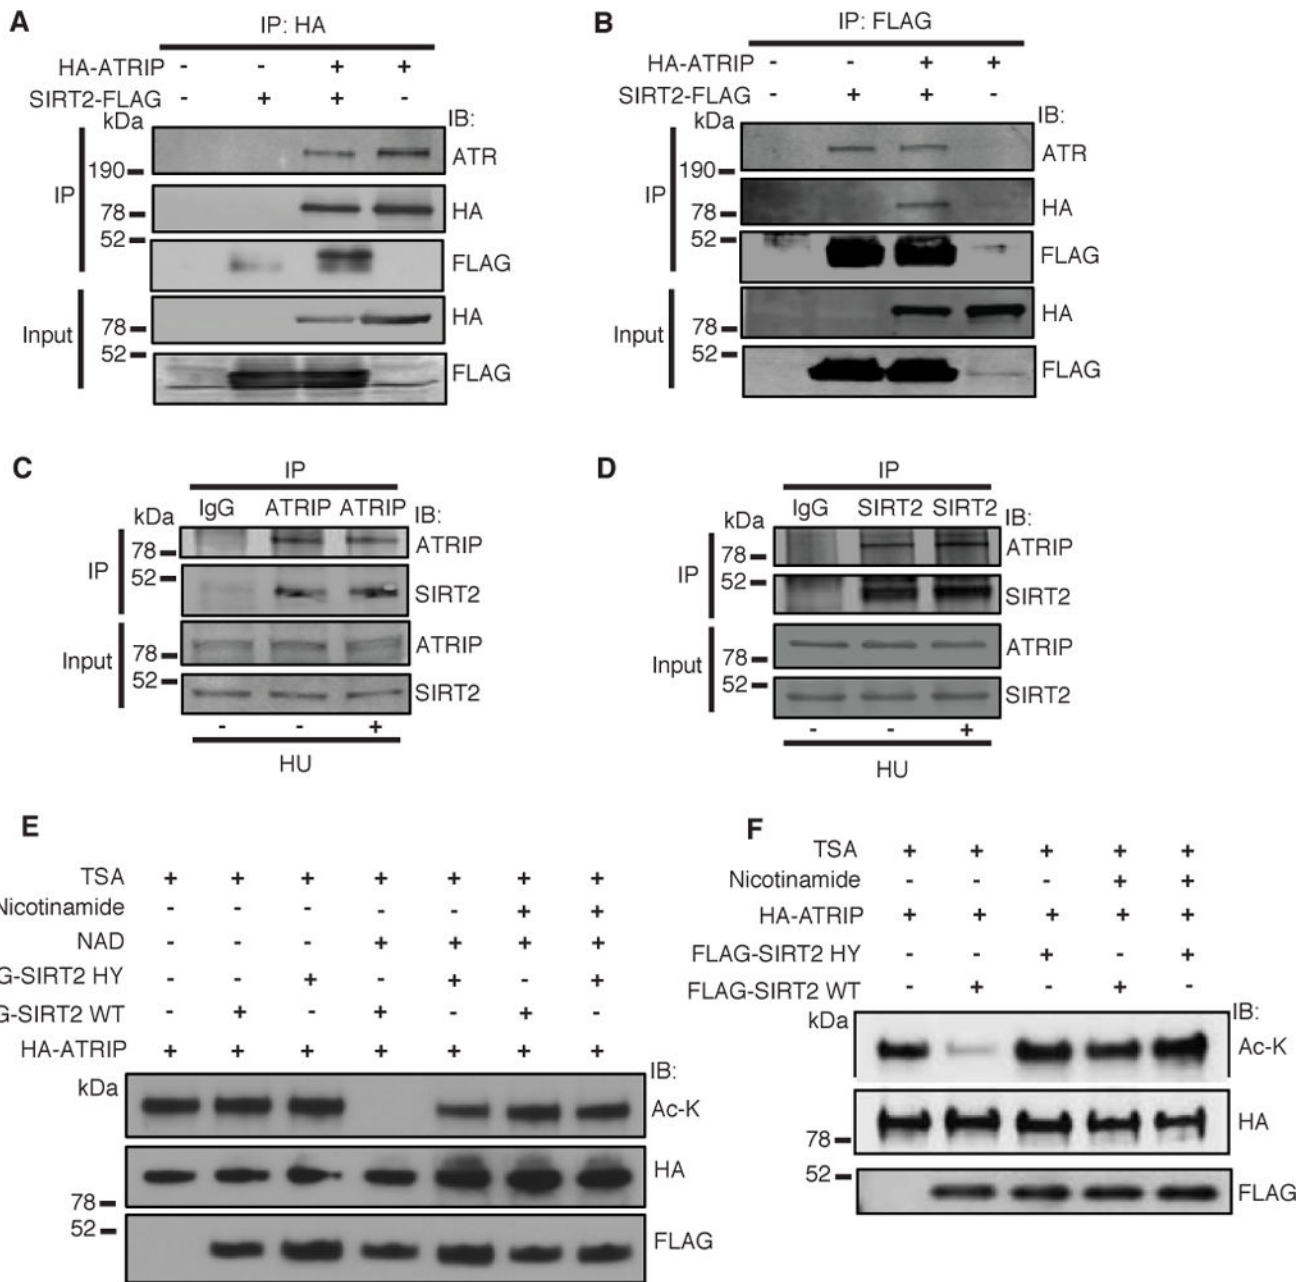 A
IP: HA
HA-ATRIP - - + +
SIRT2-FLAG - + + -
kDa
IB:
IP
190
ATR
78
HA
52
FLAG
Input
78
HA
52
FLAG
B
IP: FLAG
HA-ATRIP - - + +
SIRT2-FLAG - + + -
kDa
IB:
IP
190
ATR
78
HA
52
FLAG
Input
78
HA
52
FLAG
C
IP
IgG ATRIP ATRIP
kDa
IB:
IP
78
ATRIP
52
SIRT2
Input
78
ATRIP
52
SIRT2
- - +
HU
D
IP
IgG SIRT2 SIRT2
kDa
IB:
IP
78
ATRIP
52
SIRT2
Input
78
ATRIP
52
SIRT2
- - +
HU
E
TSA + + + + + + +
Nicotinamide - - - - - + +
NAD - - - + + + +
G-SIRT2 HY - - + - + - +
G-SIRT2 WT - + - + - + -
HA-ATRIP + + + + + + +
kDa
IB:
Ac-K
HA
78
52
FLAG
F
TSA + + + + +
Nicotinamide - - - + +
HA-ATRIP + + + + +
FLAG-SIRT2 HY - - + - +
FLAG-SIRT2 WT - + - + -
kDa
IB:
Ac-K
HA
78
52
FLAG